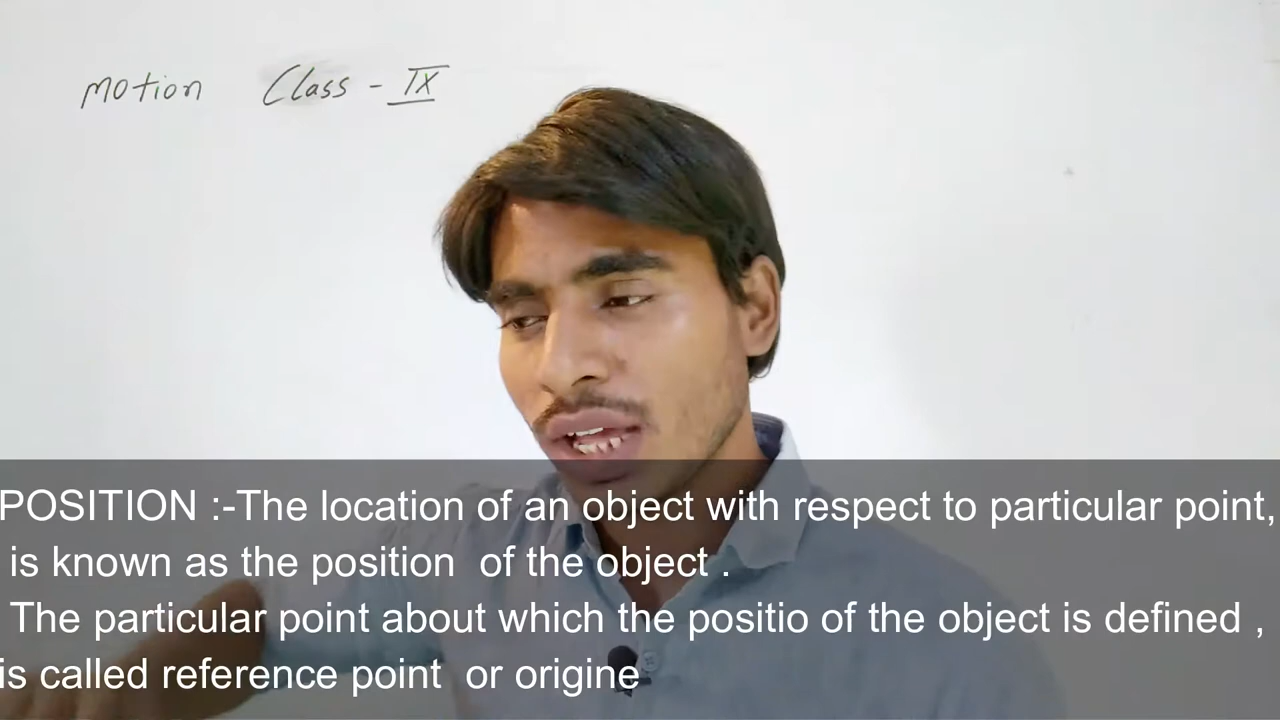 Motion Class - IX
POSITION :-The location of an object with respect to particular point,
is known as the position of the object .
The particular point about which the positio of the object is defined ,
is called reference point or origine